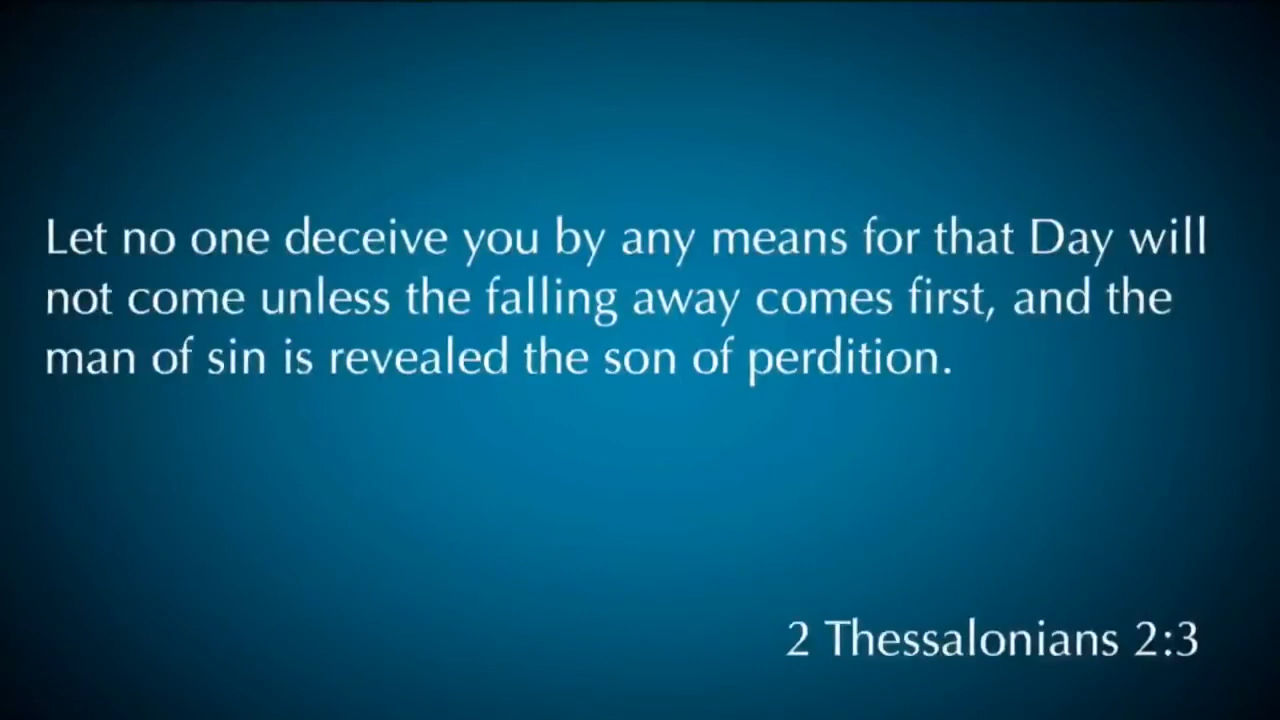 Let no one deceive you by any means for that Day will
not come unless the falling away comes first, and the
man of sin is revealed the son of perdition.
2 Thessalonians 2:3